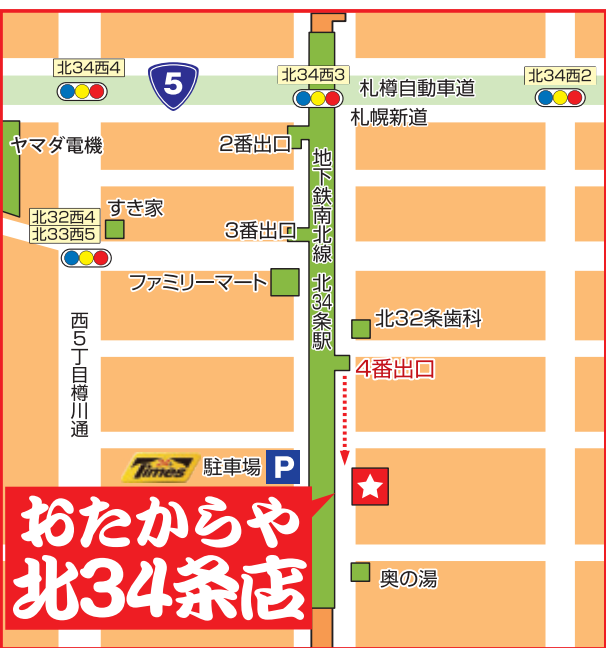 北34西4
5
北34西3
北34西2
札樽自動車道
札幌新道
ヤマダ電機
2番出口
地下鉄南北線 北34条駅
すき家
北32西4
北33西5
3番出口
ファミリーマート
北32条歯科
西5丁目樽川通
4番出口
Times
駐車場
P
おたからや
北34条店
奥の湯